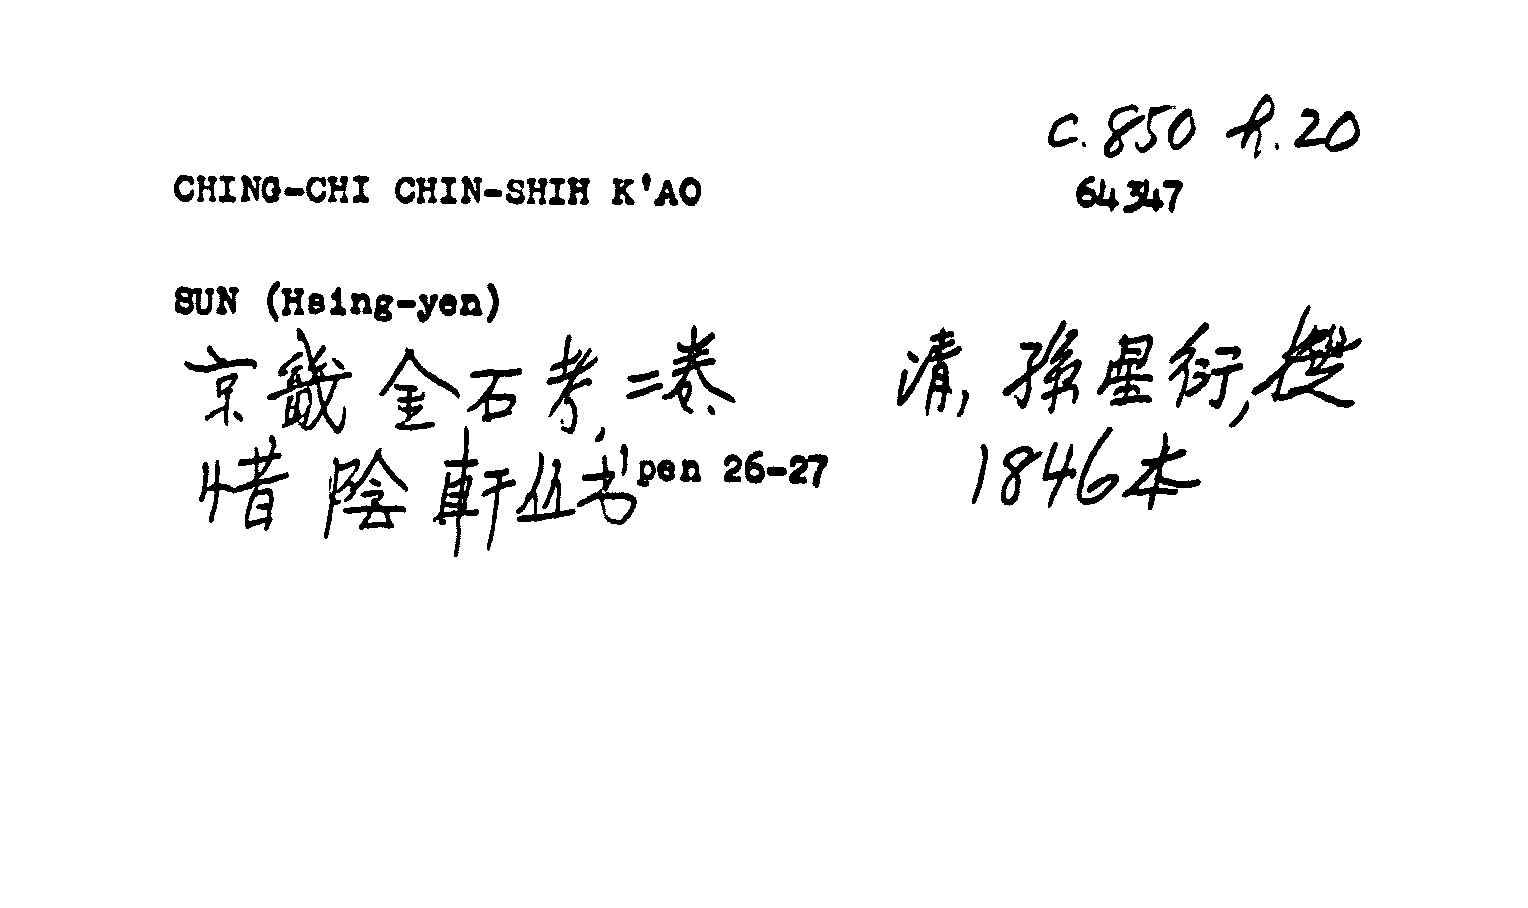 c.850 h.20
CHING-CHI CHIN-SHIH K'AO 64347
SUN (Hsing-yen)
京畿金石考,二卷. 清,孫星衍,撰
惜陰軒丛书 pen 26-27 1846本